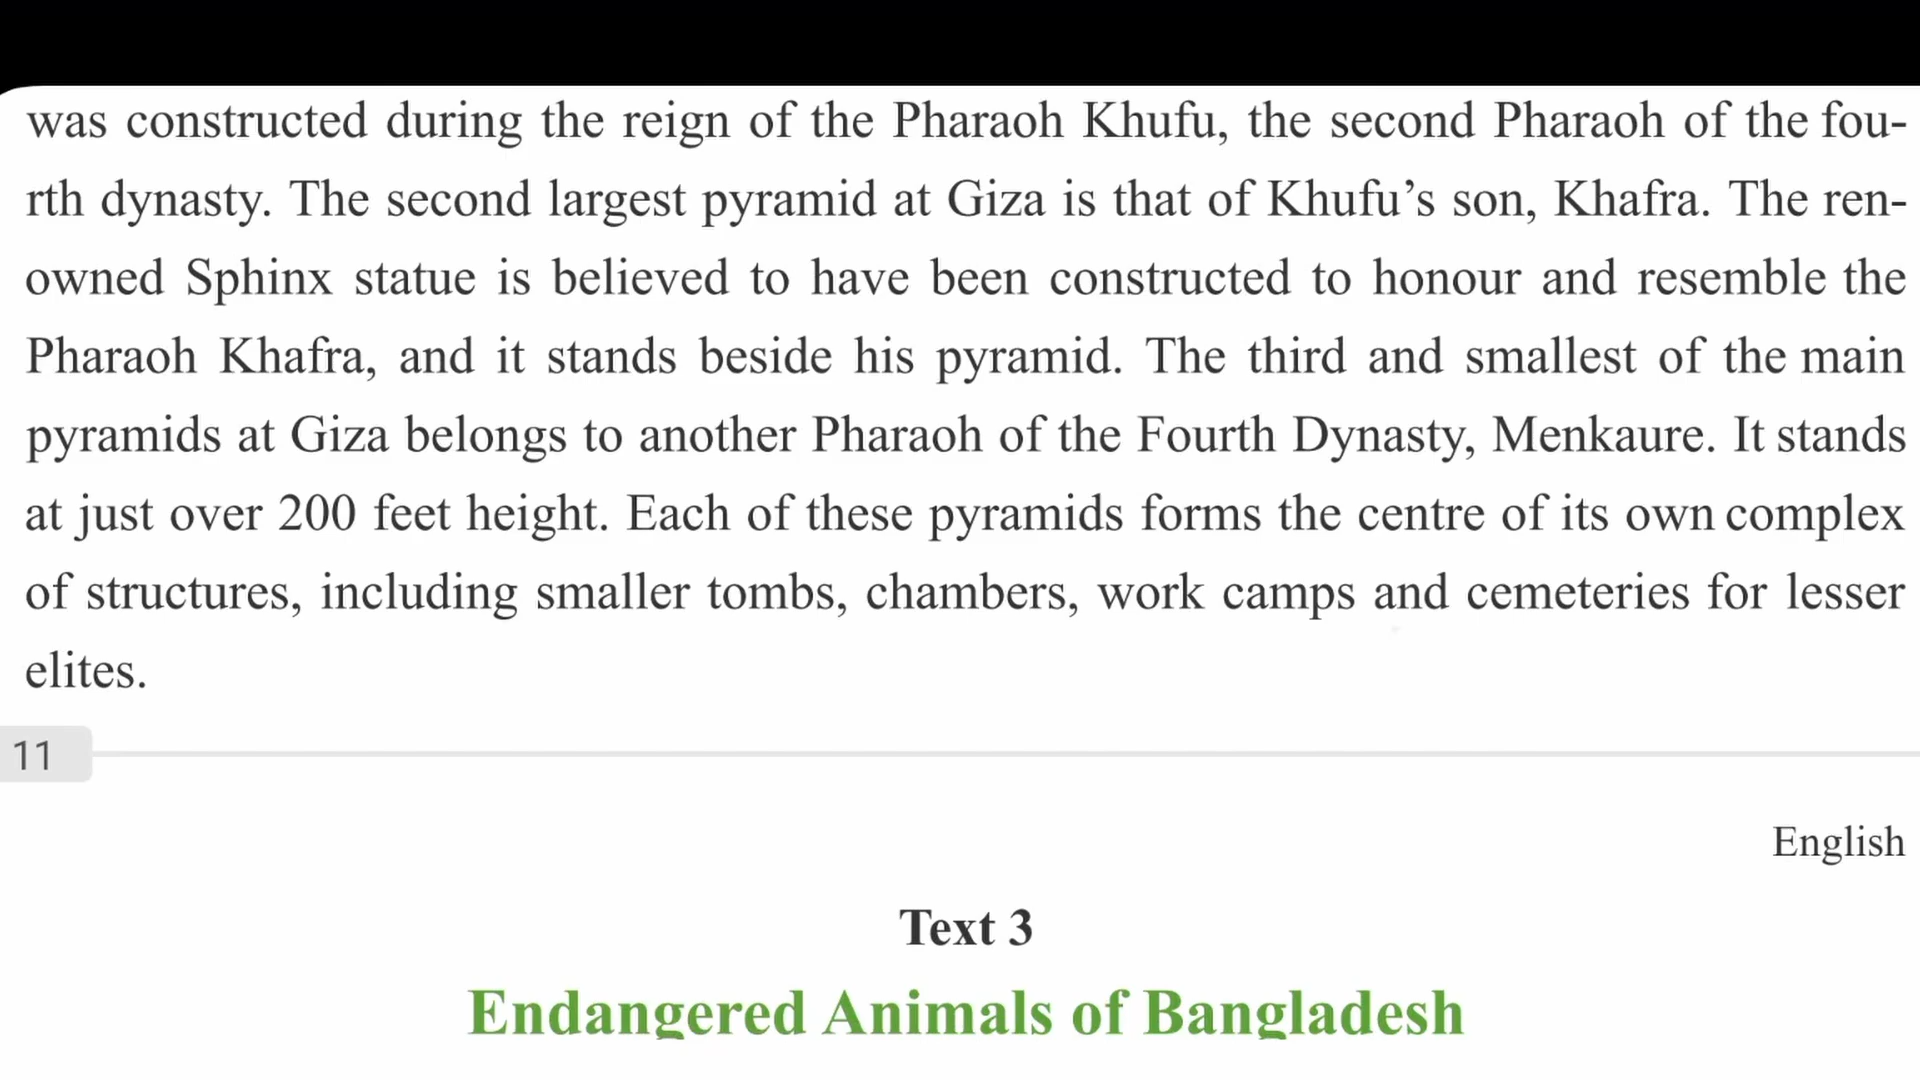 was constructed during the reign of the Pharaoh Khufu, the second Pharaoh of the fou-
rth dynasty. The second largest pyramid at Giza is that of Khufu’s son, Khafra. The ren-
owned Sphinx statue is believed to have been constructed to honour and resemble the
Pharaoh Khafra, and it stands beside his pyramid. The third and smallest of the main
pyramids at Giza belongs to another Pharaoh of the Fourth Dynasty, Menkaure. It stands
at just over 200 feet height. Each of these pyramids forms the centre of its own complex
of structures, including smaller tombs, chambers, work camps and cemeteries for lesser
elites.
11
English
Text 3
Endangered Animals of Bangladesh